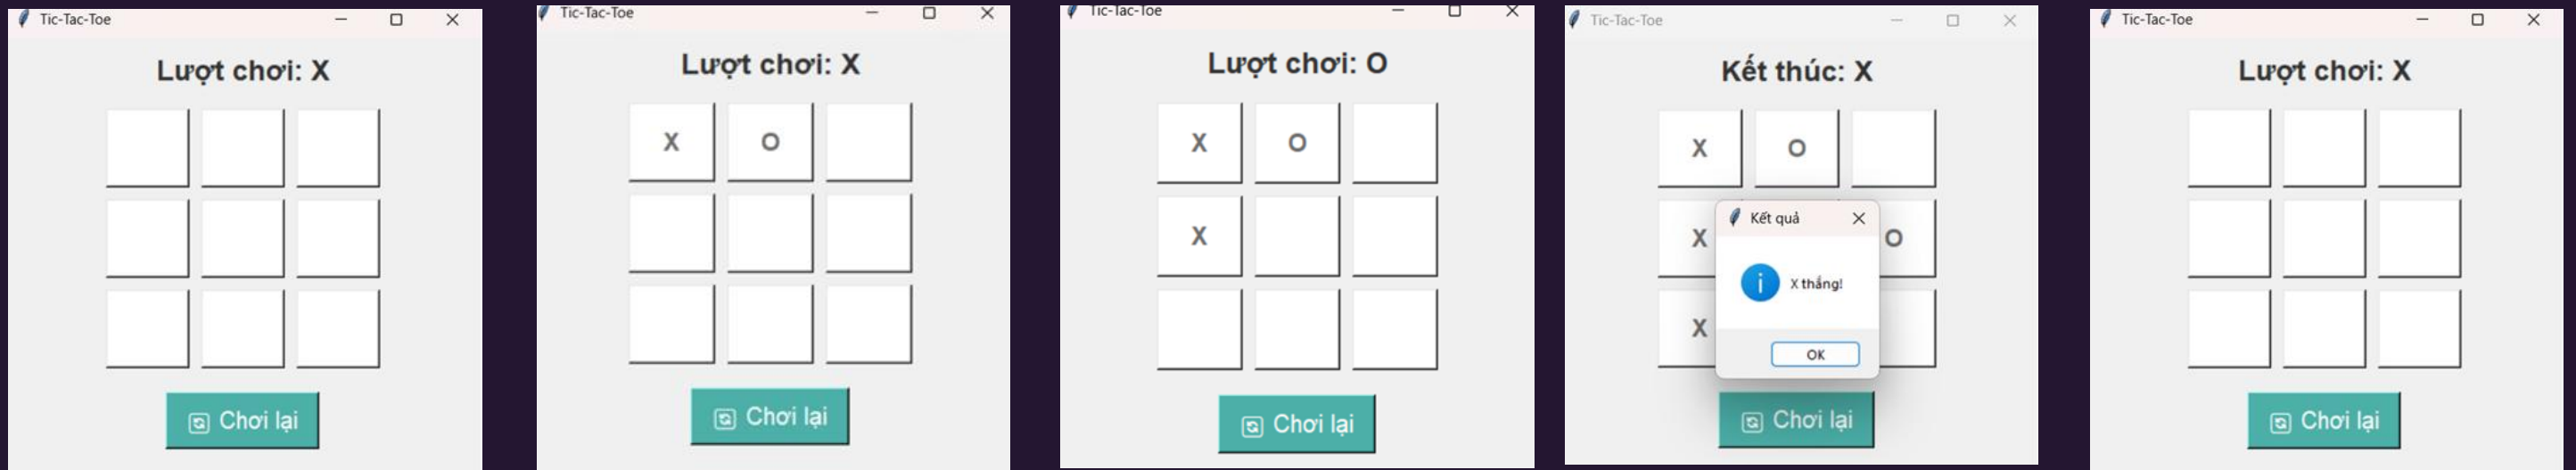 Tic-Tac-Toe
Lượt chơi: X
Chơi lại
Tic-Tac-Toe
Lượt chơi: X
X O
Chơi lại
Tic-Tac-Toe
Lượt chơi: O
X O
X
Chơi lại
Tic-Tac-Toe
Kết thúc: X
X O
X O
X
Kết quả
X thắng!
OK
Chơi lại
Tic-Tac-Toe
Lượt chơi: X
Chơi lại